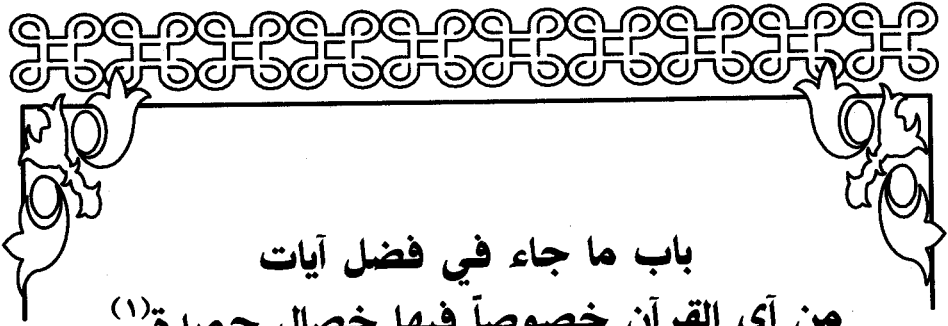 باب ما جاء في فضل آيات
من آي القرآن خصوصاً فيها خصال حميدة(١)